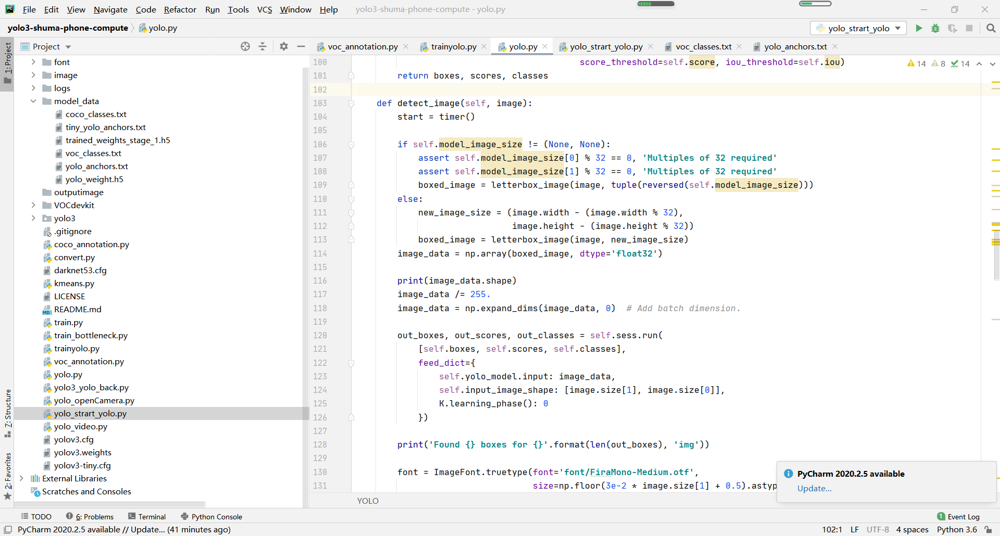 File Edit View Navigate Code Refactor Run Tools VCS Window Help yolo3-shuma-phone-compute - yolo.py
yolo3-shuma-phone-compute yolo.py yolo_strart_yolo
Project voc_annotation.py trainyolo.py yolo.py yolo_strart_yolo.py voc_classes.txt yolo_anchors.txt
1: Project
7: Structure
2: Favorites
font
image
logs
model_data
coco_classes.txt
tiny_yolo_anchors.txt
trained_weights_stage_1.h5
voc_classes.txt
yolo_anchors.txt
yolo_weight.h5
outputimage
VOCdevkit
yolo3
.gitignore
coco_annotation.py
convert.py
darknet53.cfg
kmeans.py
LICENSE
README.md
train.py
train_bottleneck.py
trainyolo.py
voc_annotation.py
yolo.py
yolo3_yolo_back.py
yolo_openCamera.py
yolo_strart_yolo.py
yolo_video.py
yolov3.cfg
yolov3.weights
yolov3-tiny.cfg
External Libraries
Scratches and Consoles
14 8 14
100 score_threshold=self.score, iou_threshold=self.iou)
101 return boxes, scores, classes
102
103 def detect_image(self, image):
104 start = timer()
105
106 if self.model_image_size != (None, None):
107 assert self.model_image_size[0] % 32 == 0, 'Multiples of 32 required'
108 assert self.model_image_size[1] % 32 == 0, 'Multiples of 32 required'
109 boxed_image = letterbox_image(image, tuple(reversed(self.model_image_size)))
110 else:
111 new_image_size = (image.width - (image.width % 32),
112 image.height - (image.height % 32))
113 boxed_image = letterbox_image(image, new_image_size)
114 image_data = np.array(boxed_image, dtype='float32')
115
116 print(image_data.shape)
117 image_data /= 255.
118 image_data = np.expand_dims(image_data, 0) # Add batch dimension.
119
120 out_boxes, out_scores, out_classes = self.sess.run(
121 [self.boxes, self.scores, self.classes],
122 feed_dict={
123 self.yolo_model.input: image_data,
124 self.input_image_shape: [image.size[1], image.size[0]],
125 K.learning_phase(): 0
126 })
127
128 print('Found {} boxes for {}'.format(len(out_boxes), 'img'))
129
130 font = ImageFont.truetype(font='font/FiraMono-Medium.otf',
131 size=np.floor(3e-2 * image.size[1] + 0.5).astyp
YOLO
PyCharm 2020.2.5 available
Update...
TODO 6: Problems Terminal Python Console 1 Event Log
PyCharm 2020.2.5 available // Update... (41 minutes ago) 102:1 LF UTF-8 4 spaces Python 3.6